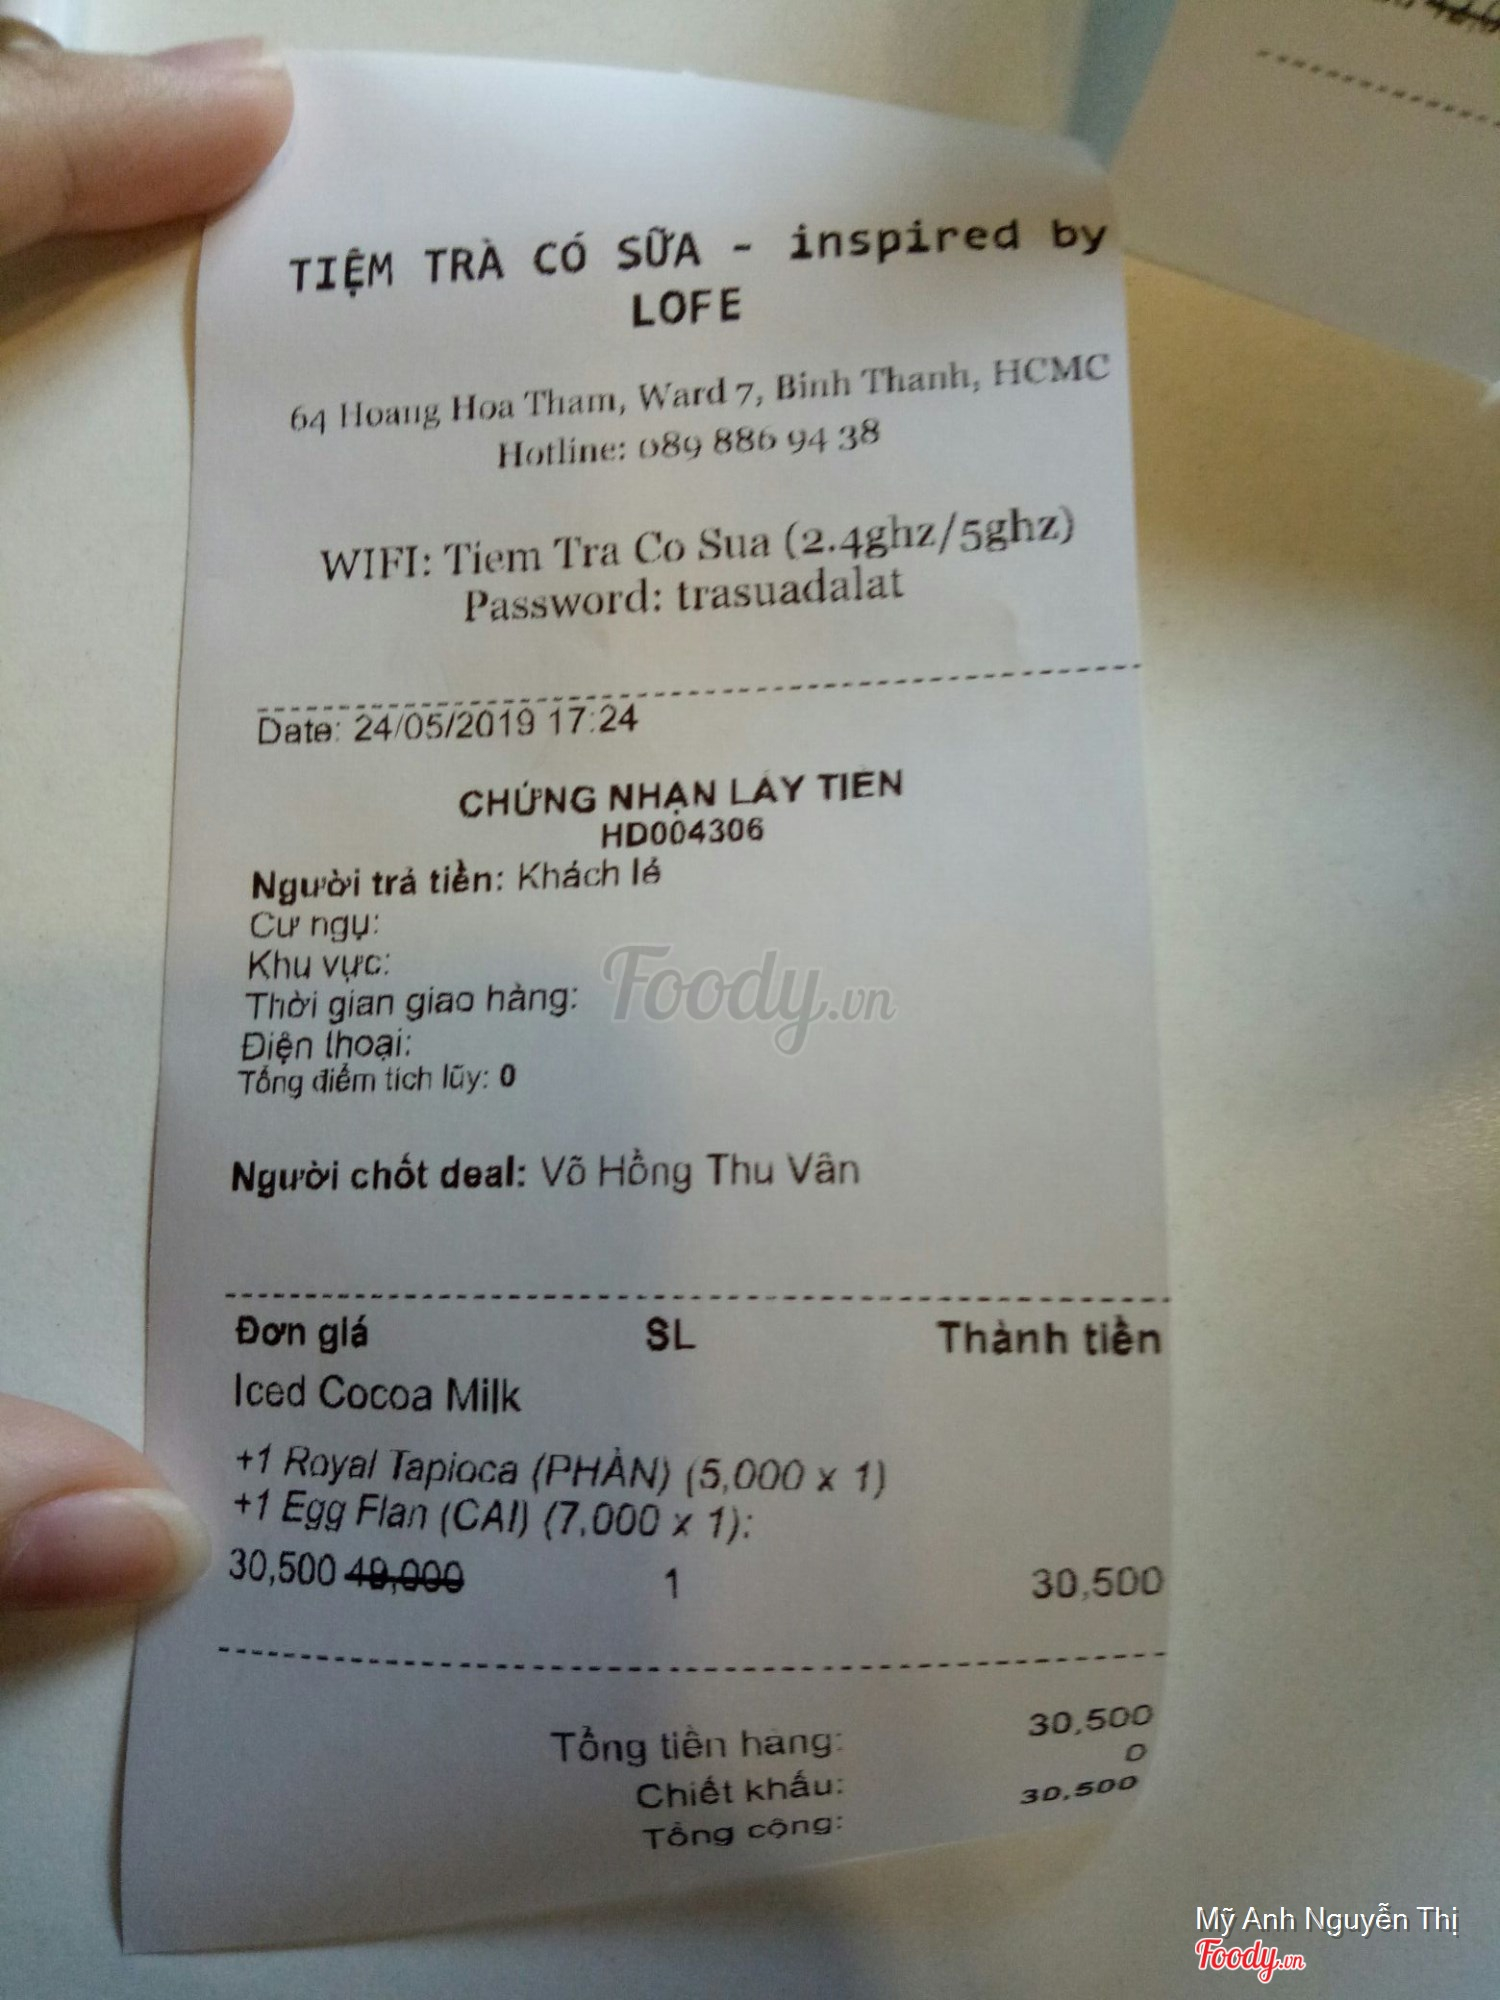 TIỆM TRÀ CÓ SỮA - inspired by
LOFE
64 Hoang Hoa Tham, Ward 7, Binh Thanh, HCMC
Hotline: 089 886 94 38
WIFI: Tiem Tra Co Sua (2.4ghz/5ghz)
Password: trasuadalat
Date: 24/05/2019 17:24
CHỨNG NHẬN LẤY TIỀN
HD004306
Người trả tiền: Khách lẻ
Cư ngụ:
Khu vực:
Thời gian giao hàng:
Điện thoại:
Tổng điểm tích lũy: 0
Foody.vn
Người chốt deal: Võ Hồng Thu Vân
Đơn giá SL Thành tiền
Iced Cocoa Milk
+1 Royal Tapioca (PHẦN) (5,000 x 1)
+1 Egg Flan (CÁI) (7,000 x 1):
30,500 49,000 1 30,500
Tổng tiền hàng: 30,500
Chiết khấu: 0
Tổng cộng: 30,500
Mỹ Anh Nguyễn Thị
Foody.vn